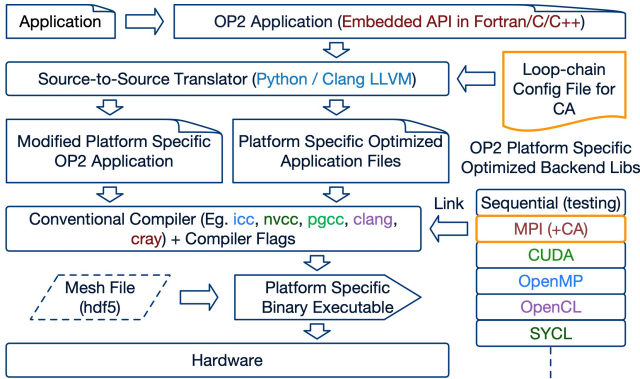 Application
OP2 Application (Embedded API in Fortran/C/C++)
Source-to-Source Translator (Python / Clang LLVM)
Loop-chain
Config File for
CA
Modified Platform Specific
OP2 Application
Platform Specific Optimized
Application Files
OP2 Platform Specific
Optimized Backend Libs
Conventional Compiler (Eg. icc, nvcc, pgcc, clang,
cray) + Compiler Flags
Link
Sequential (testing)
MPI (+CA)
CUDA
OpenMP
OpenCL
SYCL
Mesh File
(hdf5)
Platform Specific
Binary Executable
Hardware